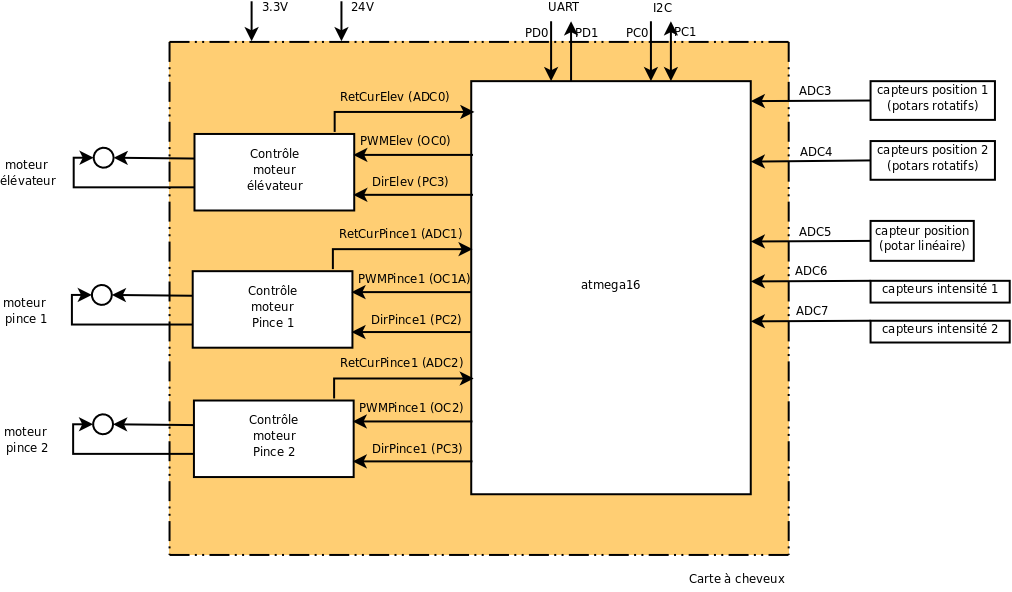 3.3V
24V
UART
I2C
PD0
PD1
PC0
PC1
RetCurElev (ADC0)
PWMElev (OC0)
DirElev (PC3)
Contrôle
moteur
élévateur
moteur
élévateur
RetCurPince1 (ADC1)
PWMPince1 (OC1A)
DirPince1 (PC2)
Contrôle
moteur
Pince 1
moteur
pince 1
RetCurPince1 (ADC2)
PWMPince1 (OC2)
DirPince1 (PC3)
Contrôle
moteur
Pince 2
moteur
pince 2
atmega16
ADC3
capteurs position 1
(potars rotatifs)
ADC4
capteurs position 2
(potars rotatifs)
ADC5
capteur position
(potar linéaire)
ADC6
capteurs intensité 1
ADC7
capteurs intensité 2
Carte à cheveux